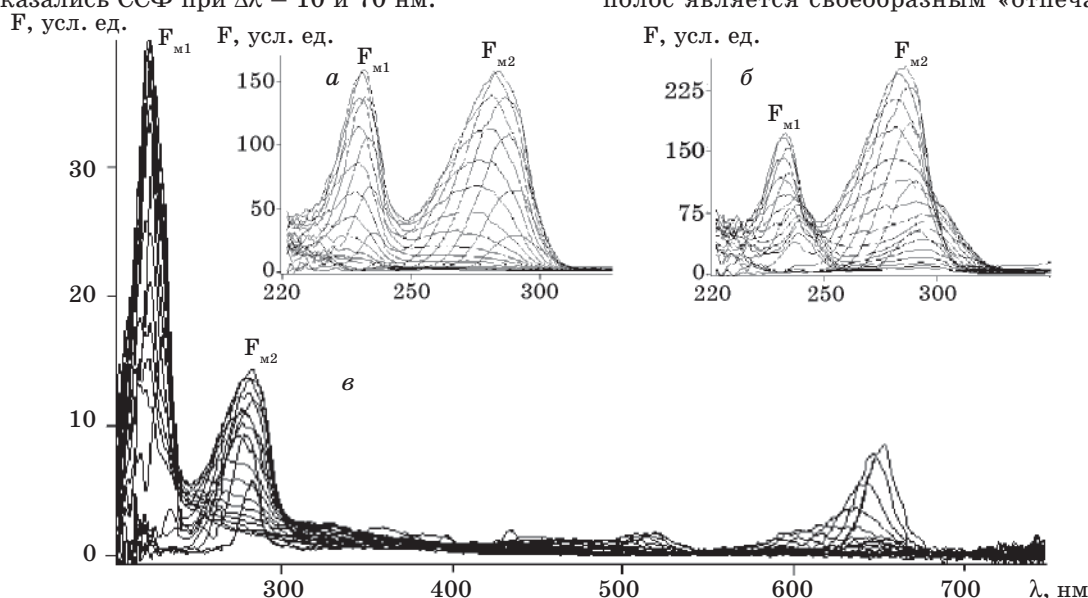 казались ССФ при Δλ – 10 и 70 нм.
полос является своеобразным «отпеча
F, усл. ед.
Fм1
F, усл. ед.
а
Fм1
Fм2
150
100
50
0
220
250
300
F, усл. ед.
б
Fм1
Fм2
225
150
75
0
220
250
300
30
20
10
0
Fм2
в
300
400
500
600
700
λ, нм